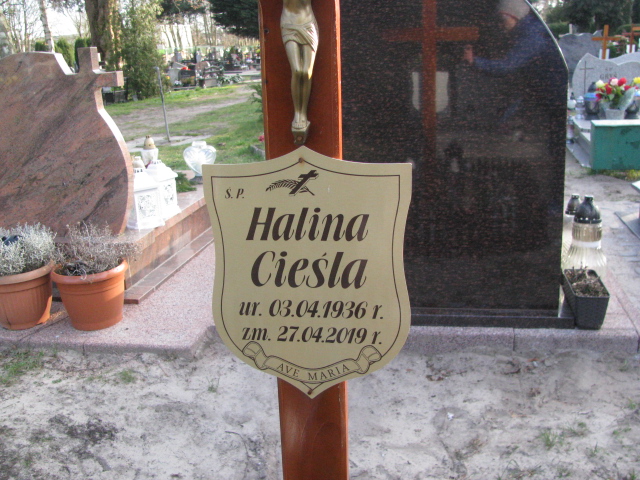 Ś. P.
Halina
Cieśla
ur. 03.04.1936 r.
zm. 27.04.2019 r.
AVE MARIA